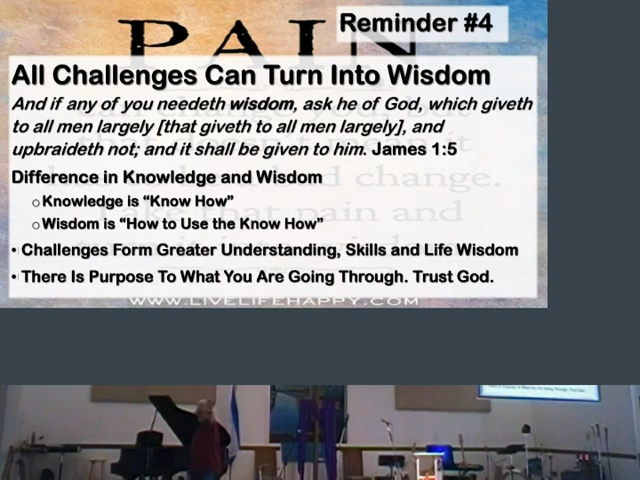 PAIN
Reminder #4
All Challenges Can Turn Into Wisdom
And if any of you needeth wisdom, ask he of God, which giveth
to all men largely [that giveth to all men largely], and
upbraideth not; and it shall be given to him. James 1:5
Difference in Knowledge and Wisdom
o Knowledge is “Know How”
o Wisdom is “How to Use the Know How”
• Challenges Form Greater Understanding, Skills and Life Wisdom
• There Is Purpose To What You Are Going Through. Trust God.
WWW.LIVELIFEHAPPY.COM